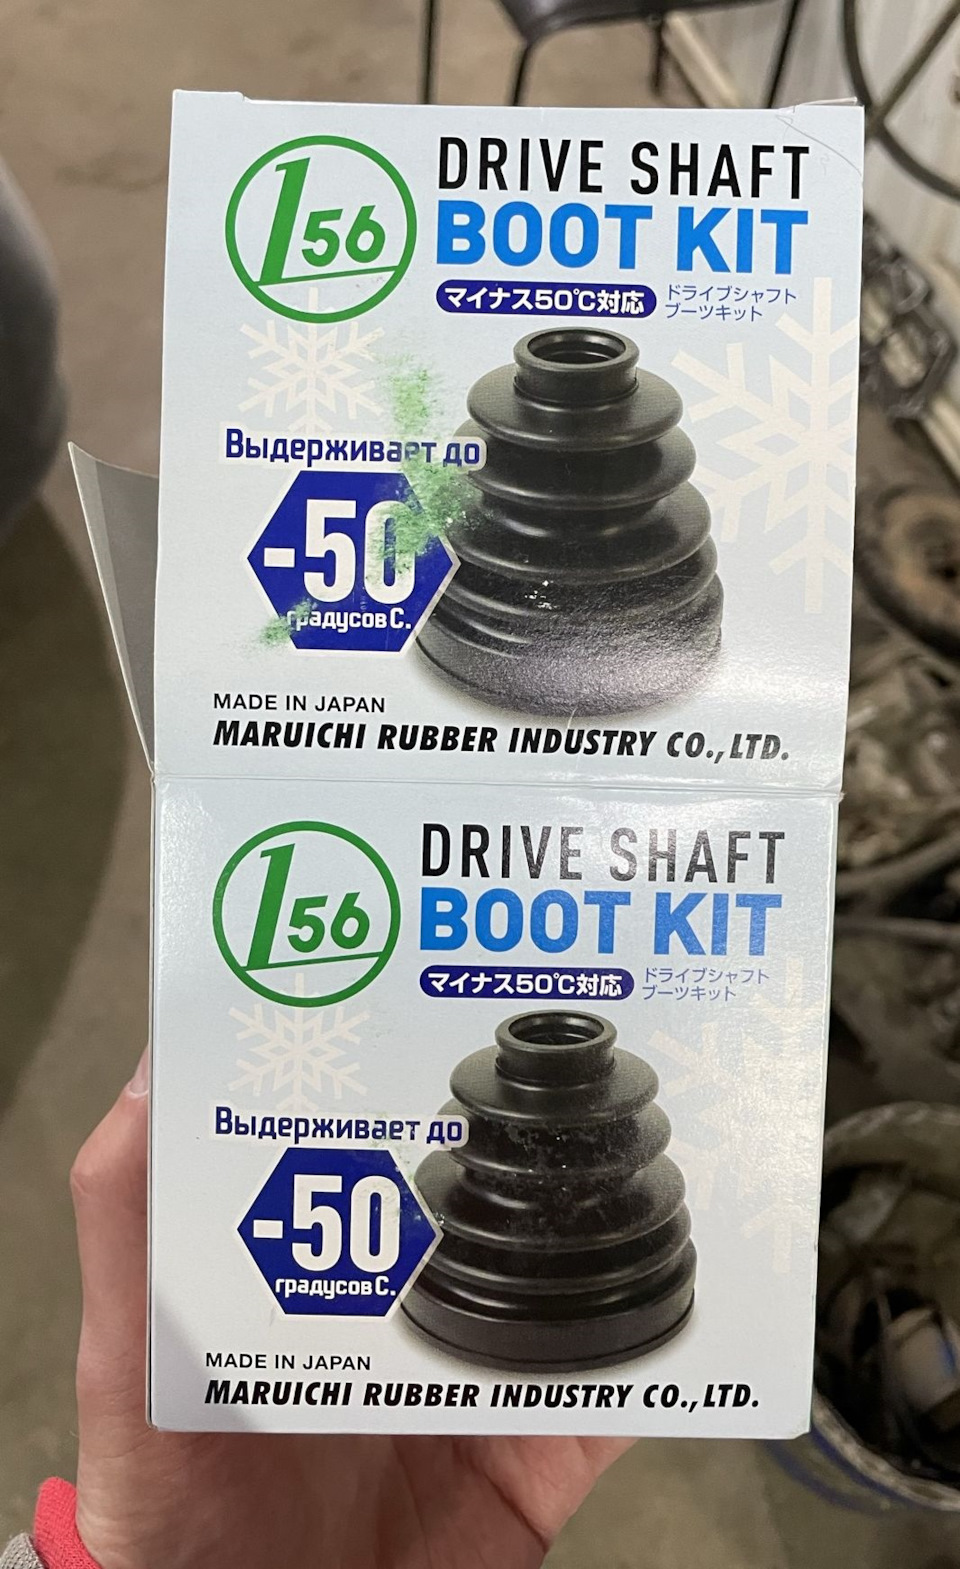 156
DRIVE SHAFT
BOOT KIT
マイナス50℃対応
ドライブシャフト
ブーツキット
Выдерживает до
-50
градусов С.
MADE IN JAPAN
MARUICHI RUBBER INDUSTRY CO.,LTD.
156
DRIVE SHAFT
BOOT KIT
マイナス50℃対応
ドライブシャフト
ブーツキット
Выдерживает до
-50
градусов С.
MADE IN JAPAN
MARUICHI RUBBER INDUSTRY CO.,LTD.